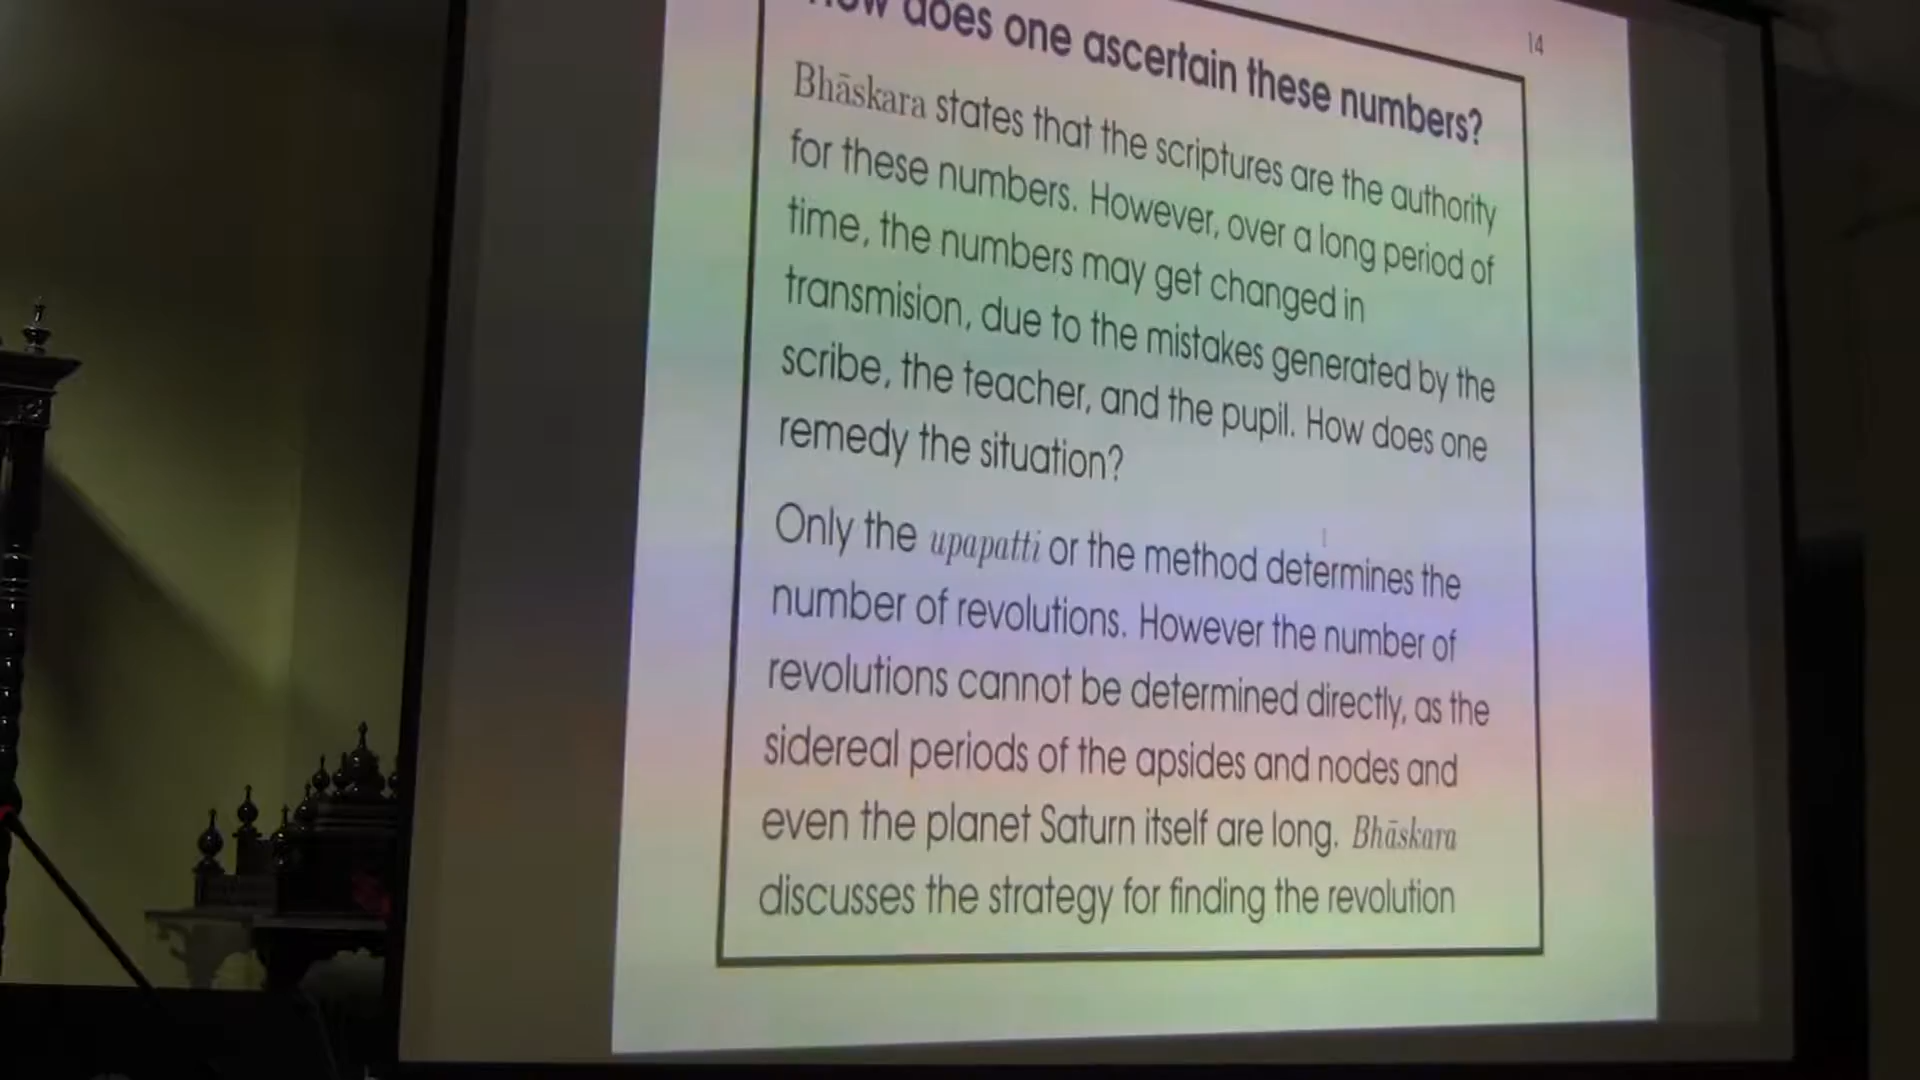 14
How does one ascertain these numbers?
Bhāskara states that the scriptures are the authority
for these numbers. However, over a long period of
time, the numbers may get changed in
transmision, due to the mistakes generated by the
scribe, the teacher, and the pupil. How does one
remedy the situation?
Only the upapatti or the method determines the
number of revolutions. However the number of
revolutions cannot be determined directly, as the
sidereal periods of the apsides and nodes and
even the planet Saturn itself are long. Bhāskara
discusses the strategy for finding the revolution